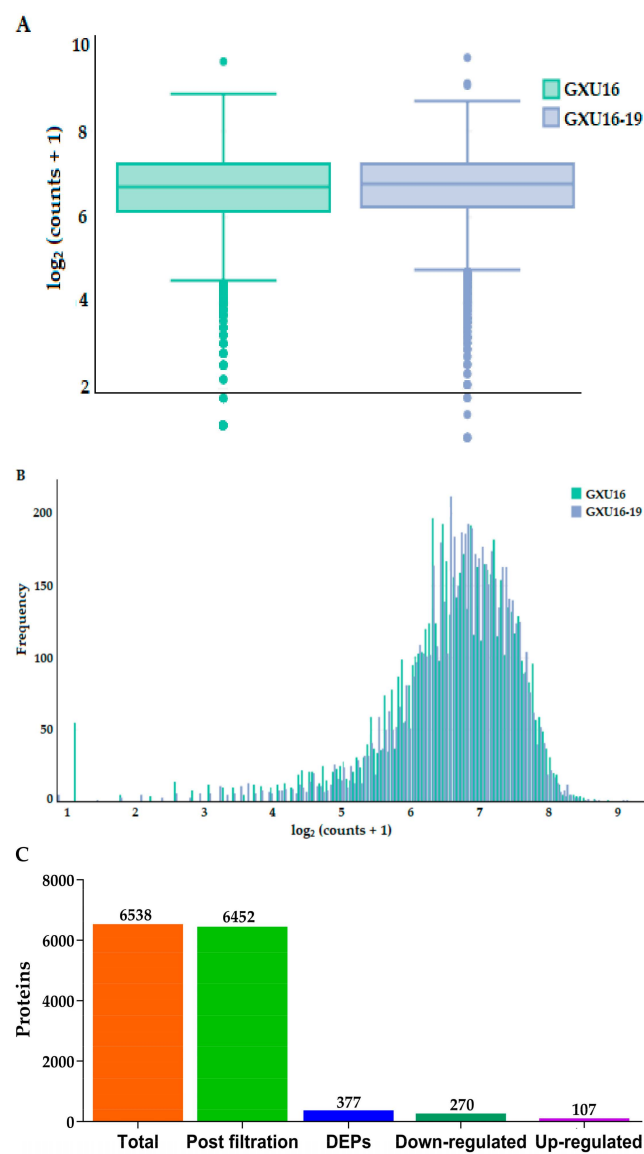 A
10
8
6
4
2
log₂ (counts + 1)
GXU16
GXU16-19
B
200
150
100
50
0
Frequency
GXU16
GXU16-19
1 2 3 4 5 6 7 8 9
log₂ (counts + 1)
C
8000
6000
4000
2000
0
Proteins
6538 6452 377 270 107
Total Post filtration DEPs Down-regulated Up-regulated